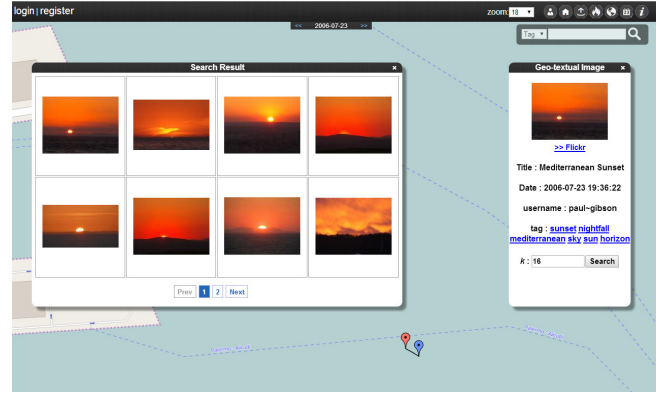 login | register
zoom: 18
<< 2006-07-23 >>
Tag
Search Result ×
Prev 1 2 Next
Geo-textual Image ×
>> Flickr
Title : Mediterranean Sunset
Date : 2006-07-23 19:36:22
username : paul~gibson
tag : sunset nightfall
mediterranean sky sun horizon
k : 16 Search